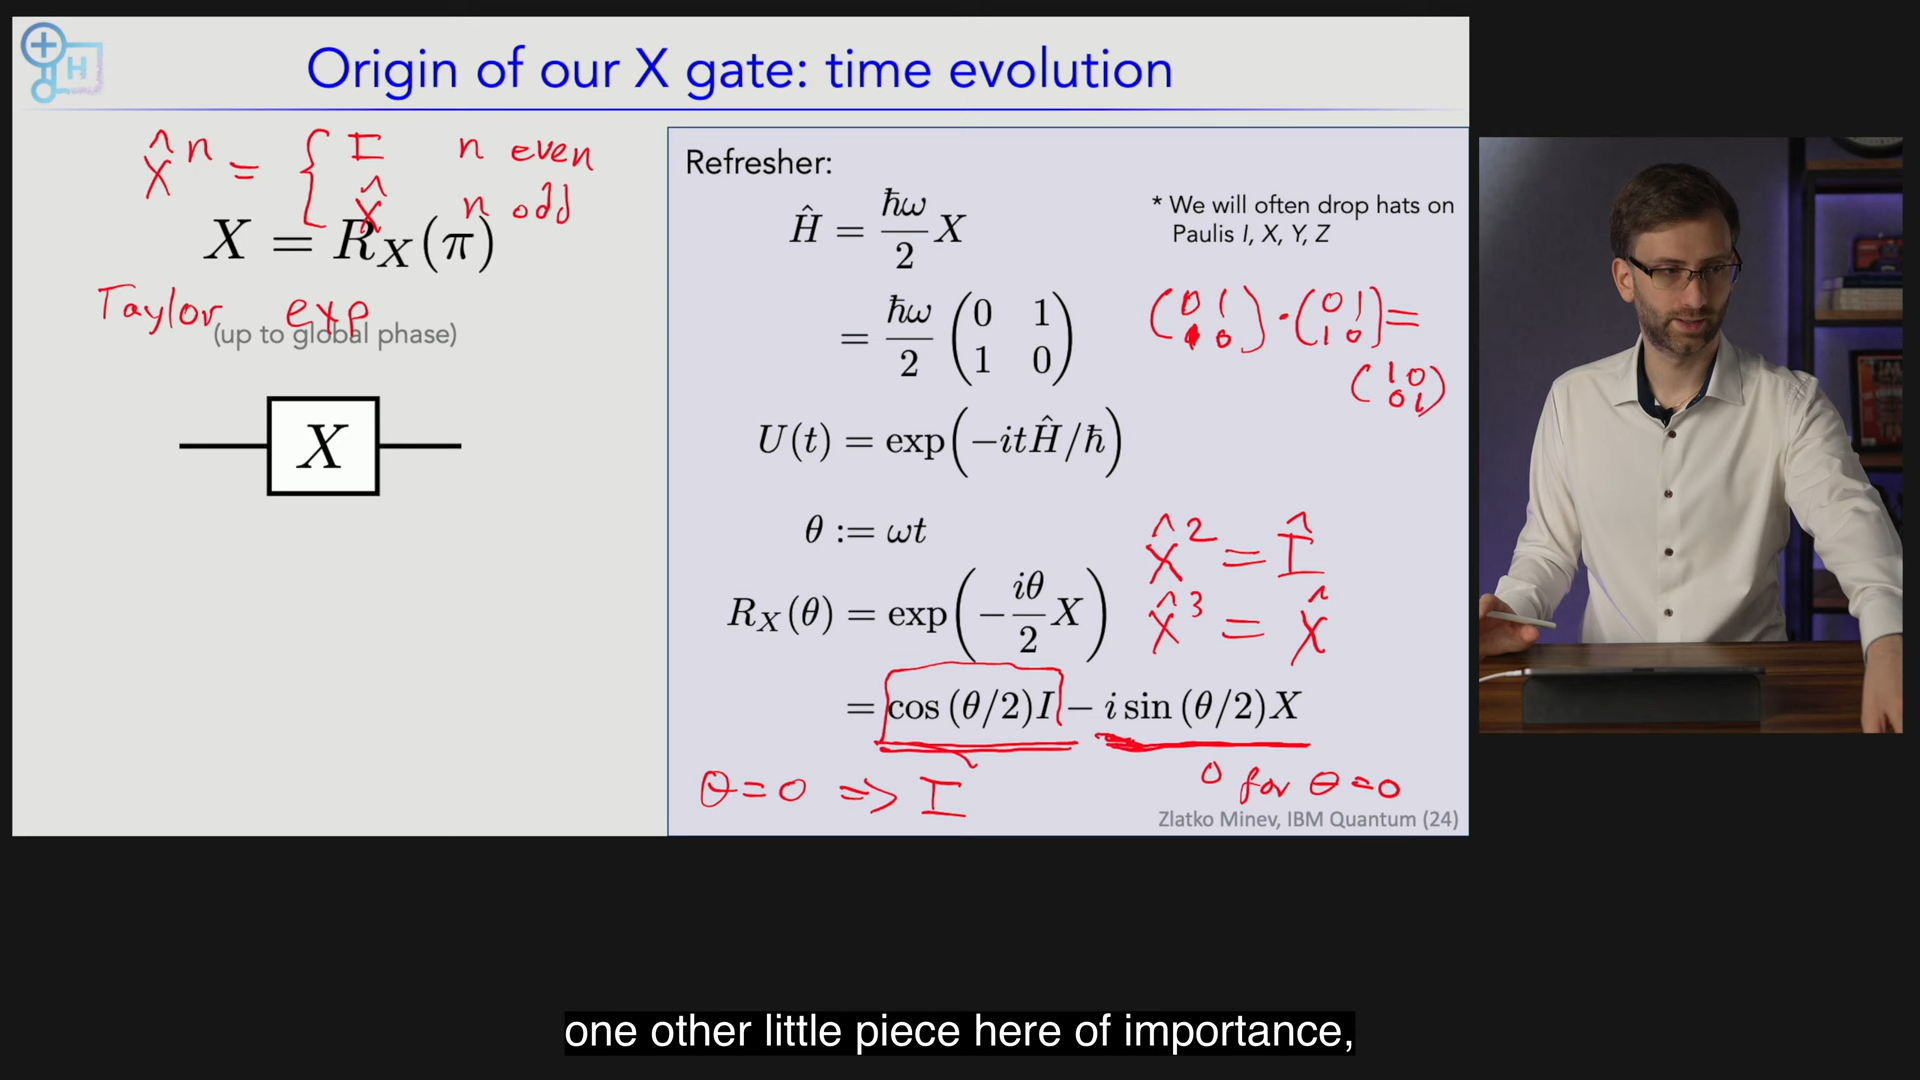 Origin of our X gate: time evolution
H
X̂ⁿ = { I n even
X̂ n odd
X = R_X(π)
Taylor exp
(up to global phase)
X
Refresher:
Ĥ = ħω/2 X
* We will often drop hats on
Paulis I, X, Y, Z
= ħω/2 (0 1
1 0)
(0 1
1 0) · (0 1
1 0) =
(1 0
0 1)
U(t) = exp(−itĤ/ħ)
θ := ωt
X̂² = Î
R_X(θ) = exp(−iθ/2 X)
X̂³ = X̂
= cos (θ/2)I − i sin (θ/2)X
θ=0 => I
0 for θ=0
Zlatko Minev, IBM Quantum (24)
one other little piece here of importance,